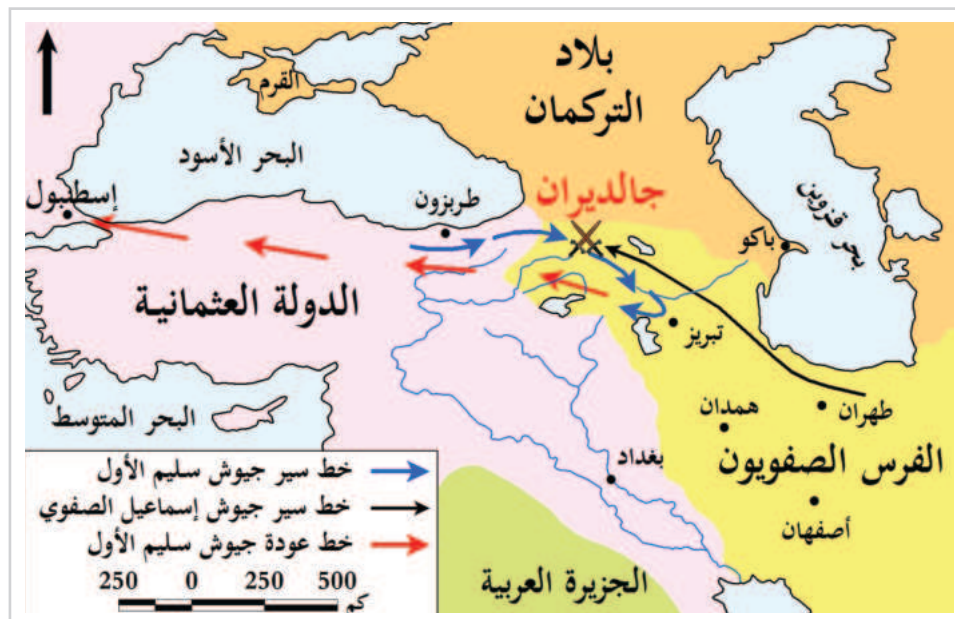 بلاد
التركمان
القرم
البحر الأسود
إسطنبول
طربزون
جالديران
باكو
بحر قزوين
الدولة العثمانية
تبريز
البحر المتوسط
همدان
طهران
بغداد
الفرس الصفويون
أصفهان
الجزيرة العربية
خط سير جيوش سليم الأول
خط سير جيوش إسماعيل الصفوي
خط عودة جيوش سليم الأول
250 0 250 500
كم